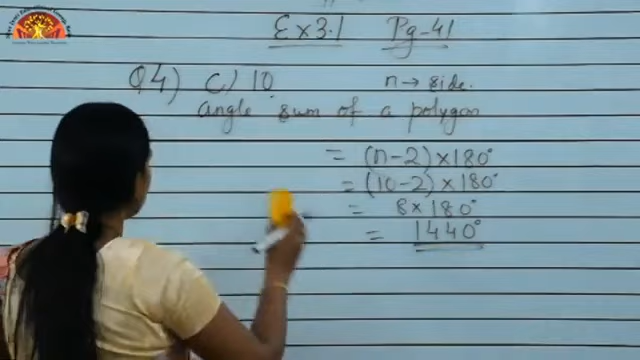 Ex 3.1 Pg-41
Q4) c) 10 n → side.
angle sum of a polygon
= (n-2) × 180°
= (10-2) × 180°
= 8 × 180°
= 1440°